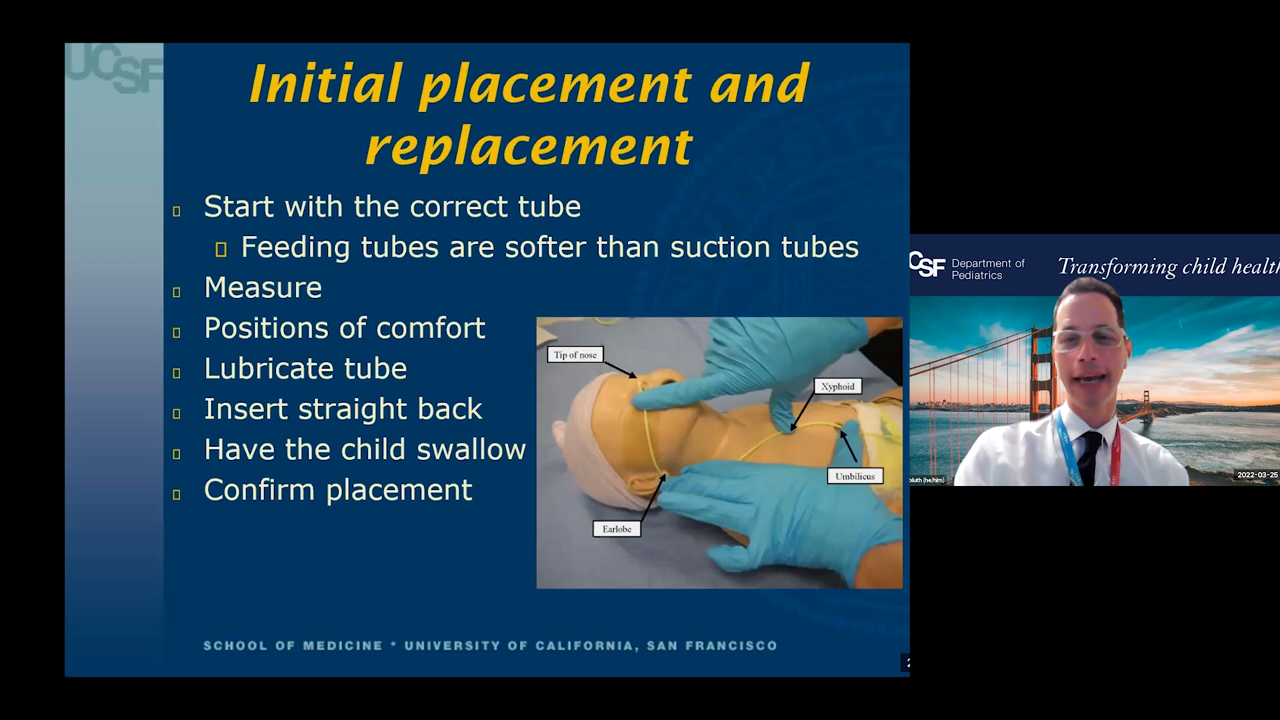 UCSF
Initial placement and
replacement
Start with the correct tube
Feeding tubes are softer than suction tubes
Measure
Positions of comfort
Lubricate tube
Insert straight back
Have the child swallow
Confirm placement
Tip of nose
Xyphoid
Umbilicus
Earlobe
SCHOOL OF MEDICINE * UNIVERSITY OF CALIFORNIA, SAN FRANCISCO
CSF Department of
Pediatrics
Transforming child health
(he/him)
2022-03-25